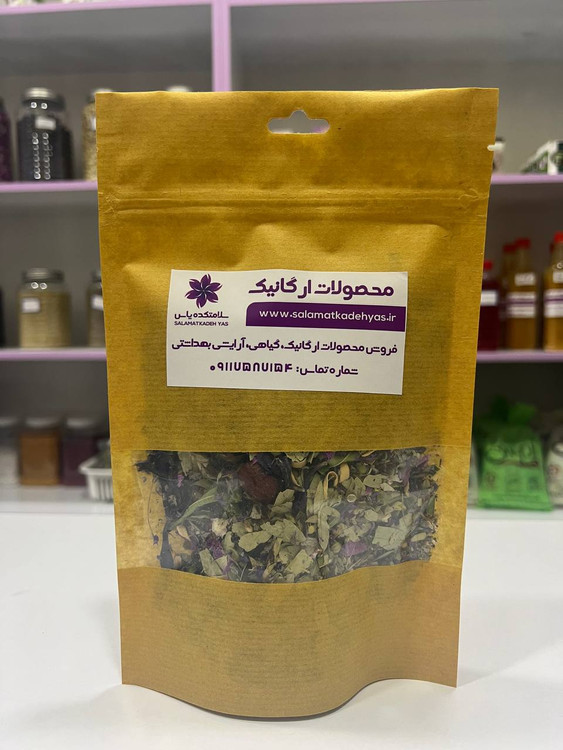 محصولات ارگانیک
www.salamatkadehyas.ir
سلامتکده یاس
SALAMATKADEH YAS
فروش محصولات ارگانیک، گیاهی، آرایشی بهداشتی
شماره تماس: ۰۹۱۱۷۵۸۷۱۵۴